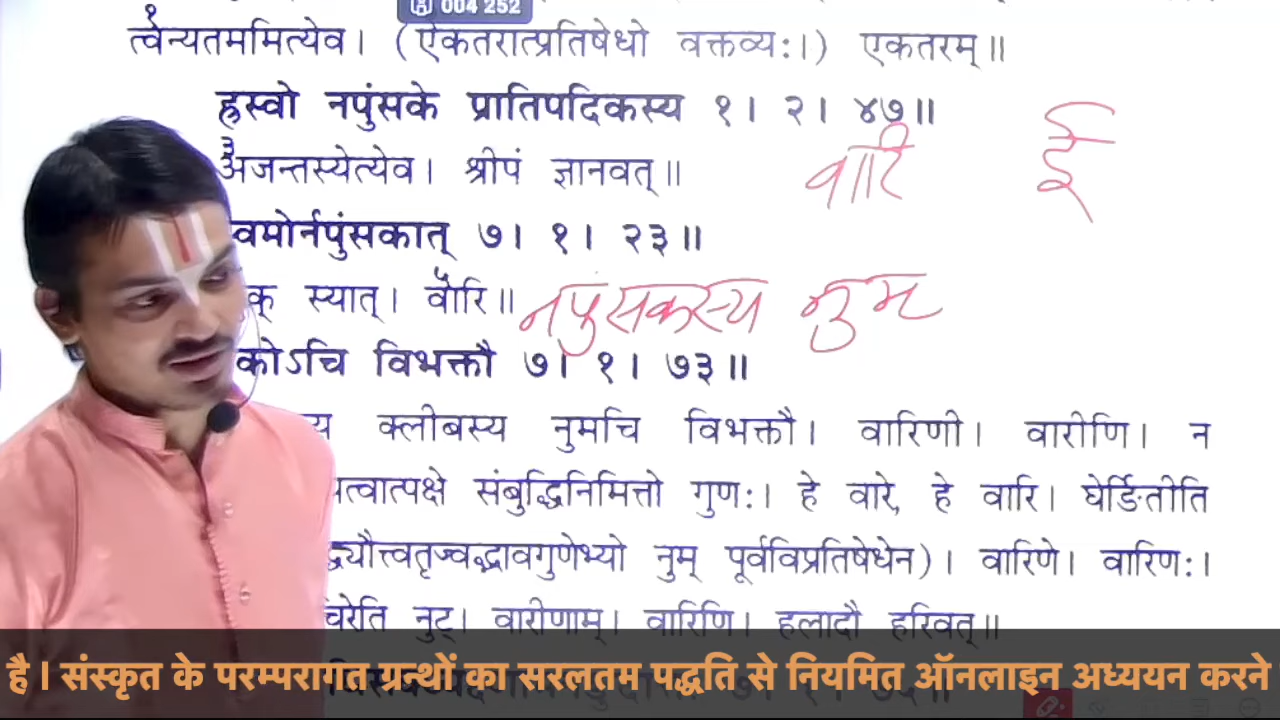 004 252
त्वन्यतममित्येव। (ऐकतरात्प्रतिषेधो वक्तव्यः।) एकतरम्॥
ह्रस्वो नपुंसके प्रातिपदिकस्य १। २। ४७॥
अजन्तस्येत्येव। श्रीपं ज्ञानवत्॥
वारि ई
वमोर्नपुंसकात् ७। १। २३॥
क् स्यात्। वारि॥ नपुंसकस्य नुम
कोऽचि विभक्तौ ७। १। ७३॥
य क्लीबस्य नुमचि विभक्तौ। वारिणी। वारीणि। न
यत्वात्पक्षे संबुद्धिनिमित्तो गुणः। हे वारे, हे वारि। घेर्ङितीति
द्ध्यौत्त्वतृज्वद्भावगुणेभ्यो नुम् पूर्वविप्रतिषेधेन)। वारिणे। वारिणः।
चिरेति नुट्। वारीणाम्। वारिणि। हलादौ हरिवत्॥
है। संस्कृत के परम्परागत ग्रन्थों का सरलतम पद्धति से नियमित ऑनलाइन अध्ययन करने